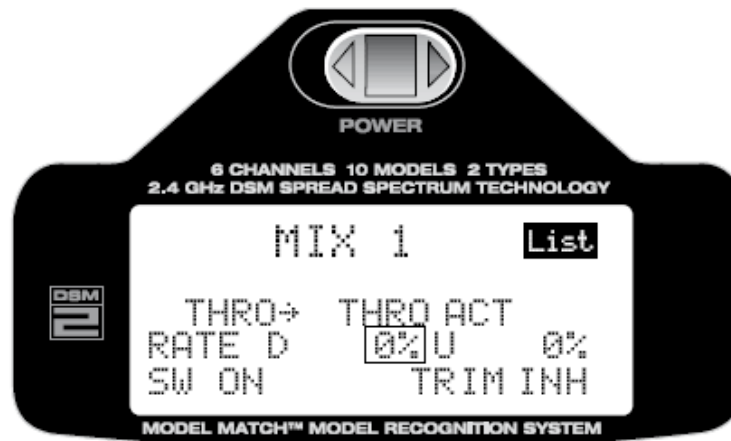 POWER
6 CHANNELS 10 MODELS 2 TYPES
2.4 GHz DSM SPREAD SPECTRUM TECHNOLOGY
MIX 1 List
DSM
2
THRO→ THRO ACT
RATE D 0% U 0%
SW ON TRIM INH
MODEL MATCH™ MODEL RECOGNITION SYSTEM